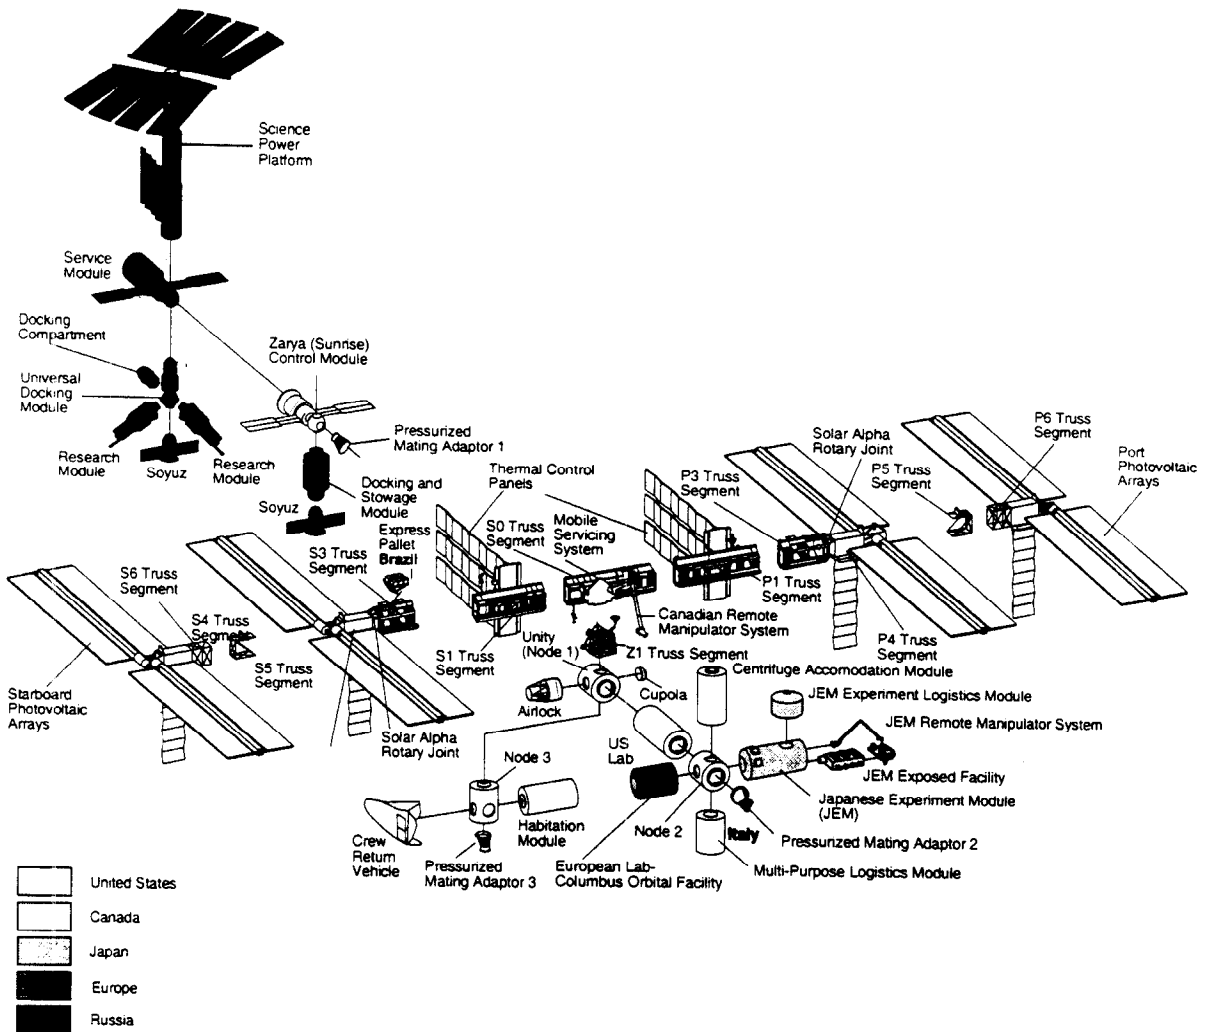 Science
Power
Platform
Service
Module
Docking
Compartment
Universal
Docking
Module
Research
Module
Soyuz
Research
Module
Zarya (Sunrise)
Control Module
Pressurized
Mating Adaptor 1
Docking and
Stowage
Module
Soyuz
Express
Pallet
Brazil
Thermal Control
Panels
S0 Truss
Segment
Mobile
Servicing
System
P3 Truss
Segment
Solar Alpha
Rotary Joint
P5 Truss
Segment
P6 Truss
Segment
Port
Photovoltaic
Arrays
S3 Truss
Segment
S6 Truss
Segment
S4 Truss
Segment
S5 Truss
Segment
Starboard
Photovoltaic
Arrays
Solar Alpha
Rotary Joint
S1 Truss
Segment
P1 Truss
Segment
Canadian Remote
Manipulator System
P4 Truss
Segment
Unity
(Node 1)
Z1 Truss Segment
Centrifuge Accomodation Module
Airlock
Cupola
JEM Experiment Logistics Module
JEM Remote Manipulator System
US
Lab
JEM Exposed Facility
Japanese Experiment Module
(JEM)
Node 3
Habitation
Module
Node 2
Italy
Pressurized Mating Adaptor 2
Crew
Return
Vehicle
Pressurized
Mating Adaptor 3
European Lab-
Columbus Orbital Facility
Multi-Purpose Logistics Module
United States
Canada
Japan
Europe
Russia